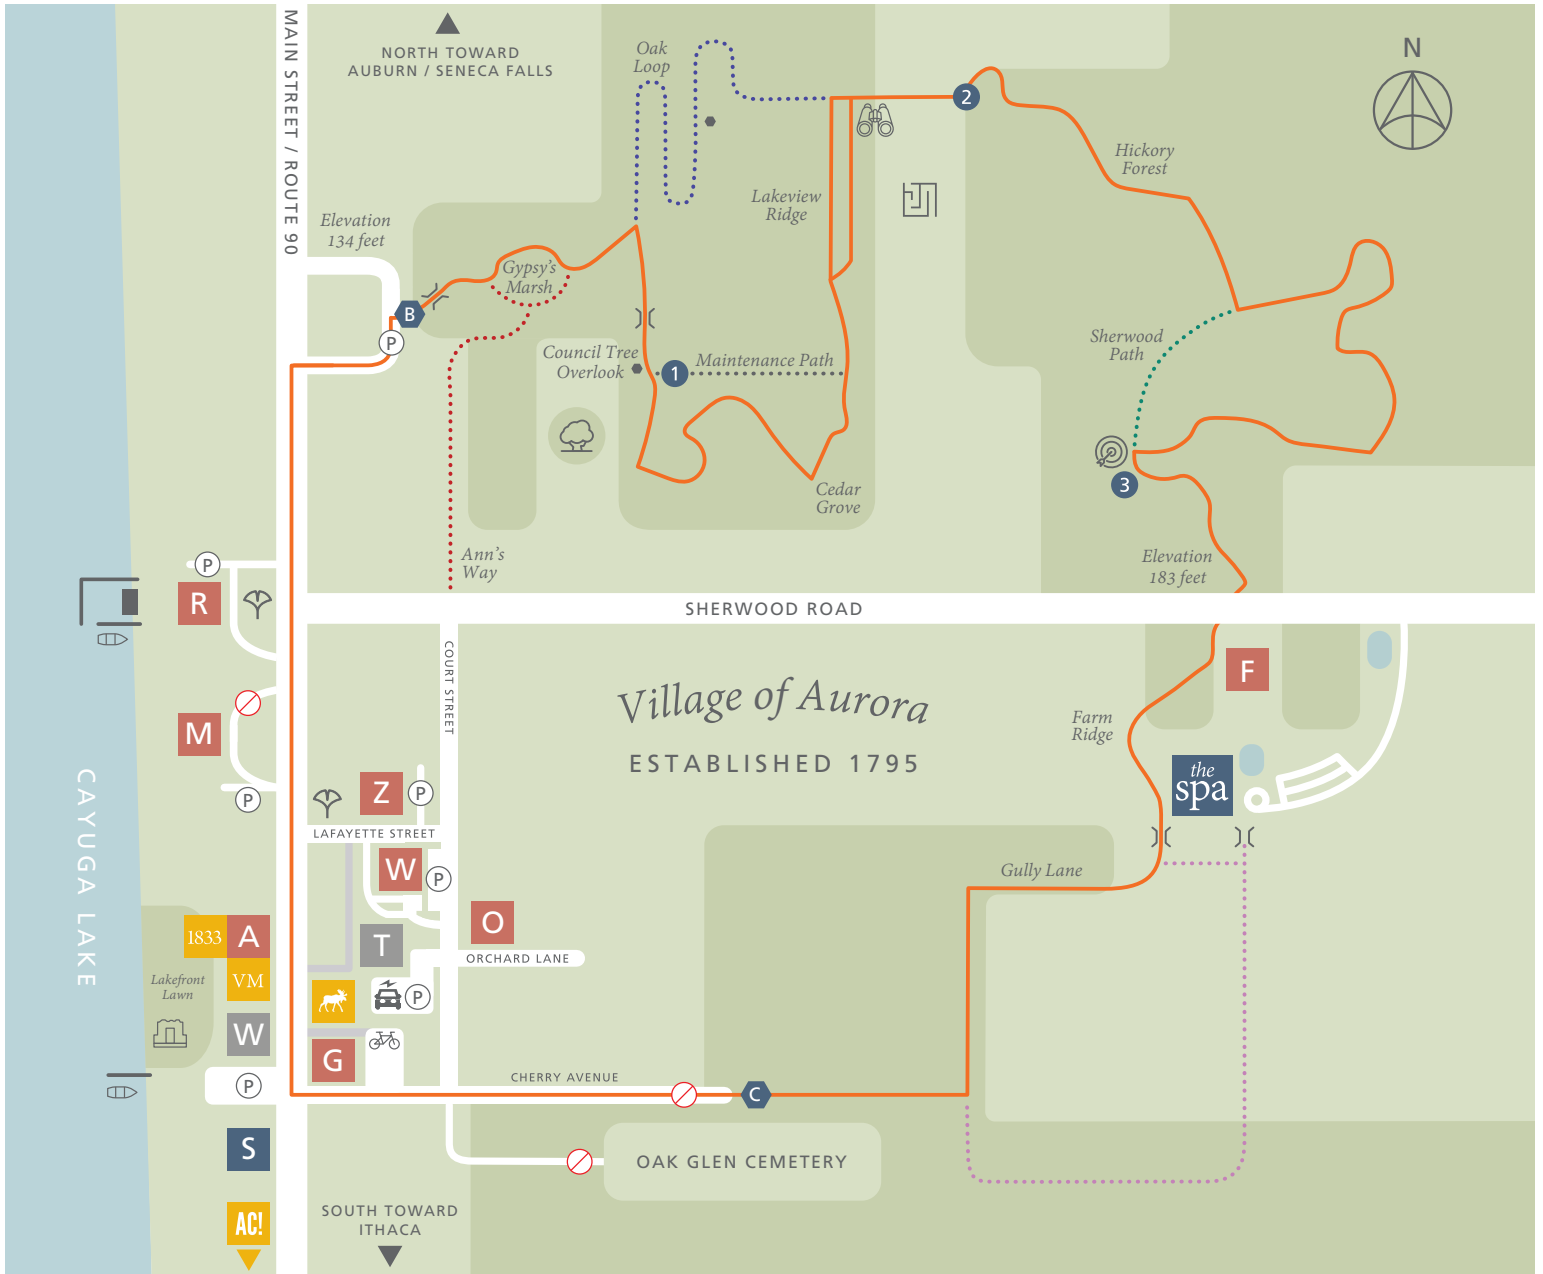 MAIN STREET / ROUTE 90
NORTH TOWARD
AUBURN / SENECA FALLS
Oak
Loop
N
2
Hickory
Forest
Lakeview
Ridge
Elevation
134 feet
Gypsy's
Marsh
B
P
Council Tree
Overlook
1
Maintenance Path
Sherwood
Path
3
Cedar
Grove
Ann's
Way
Elevation
183 feet
P
R
SHERWOOD ROAD
COURT STREET
Village of Aurora
ESTABLISHED 1795
F
Farm
Ridge
M
P
the
spa
CAYUGA LAKE
Z
P
LAFAYETTE STREET
W
P
Gully Lane
O
1833
A
T
ORCHARD LANE
VM
Lakefront
Lawn
P
W
G
P
CHERRY AVENUE
C
S
OAK GLEN CEMETERY
AC!
SOUTH TOWARD
ITHACA